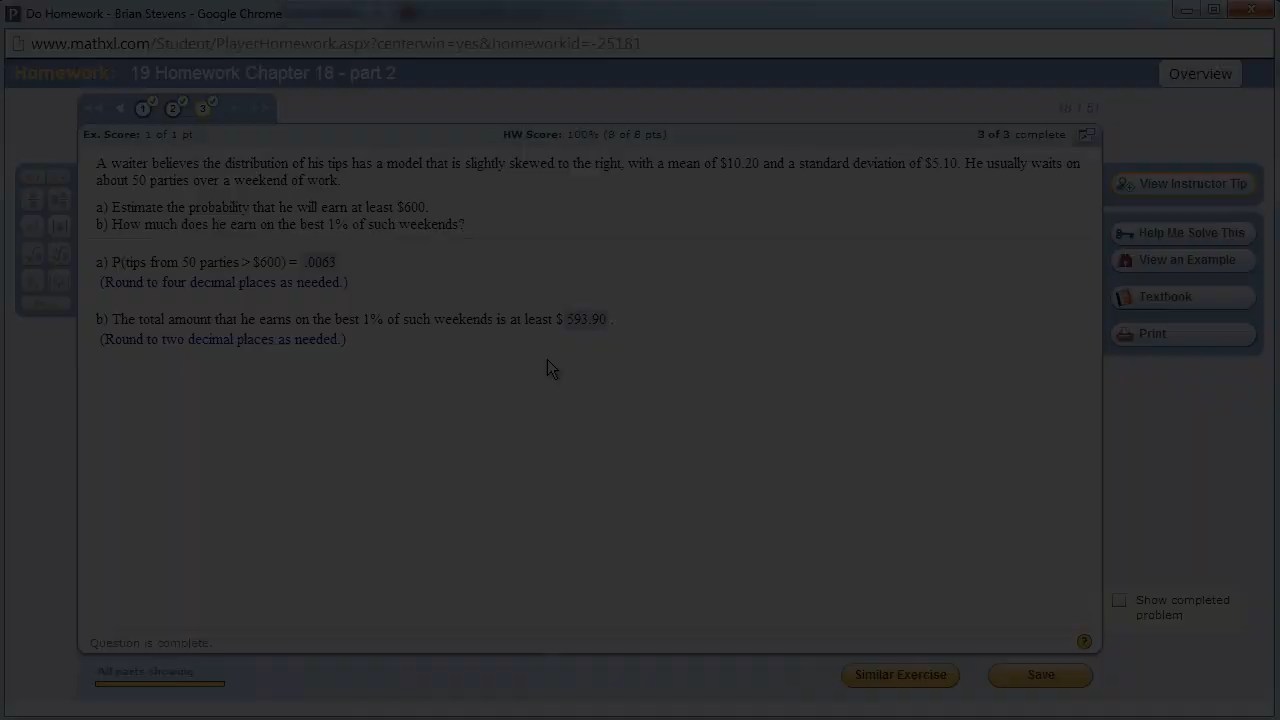 Do Homework - Brian Stevens - Google Chrome
www.mathxl.com/Student/PlayerHomework.aspx?centerwin=yes&homeworkid=-25181
Homework: 19 Homework Chapter 18 - part 2
Overview
1 2 3
Ex. Score: 1 of 1 pt HW Score: 100% (8 of 8 pts) 3 of 3 complete
A waiter believes the distribution of his tips has a model that is slightly skewed to the right, with a mean of $10.20 and a standard deviation of $5.10. He usually waits on
about 50 parties over a weekend of work.
a) Estimate the probability that he will earn at least $600.
b) How much does he earn on the best 1% of such weekends?
a) P(tips from 50 parties > $600) = .0063
(Round to four decimal places as needed.)
b) The total amount that he earns on the best 1% of such weekends is at least $ 593.90 .
(Round to two decimal places as needed.)
View Instructor Tip
Help Me Solve This
View an Example
Textbook
Print
Show completed
problem
Question is complete.
?
All parts showing
Similar Exercise
Save